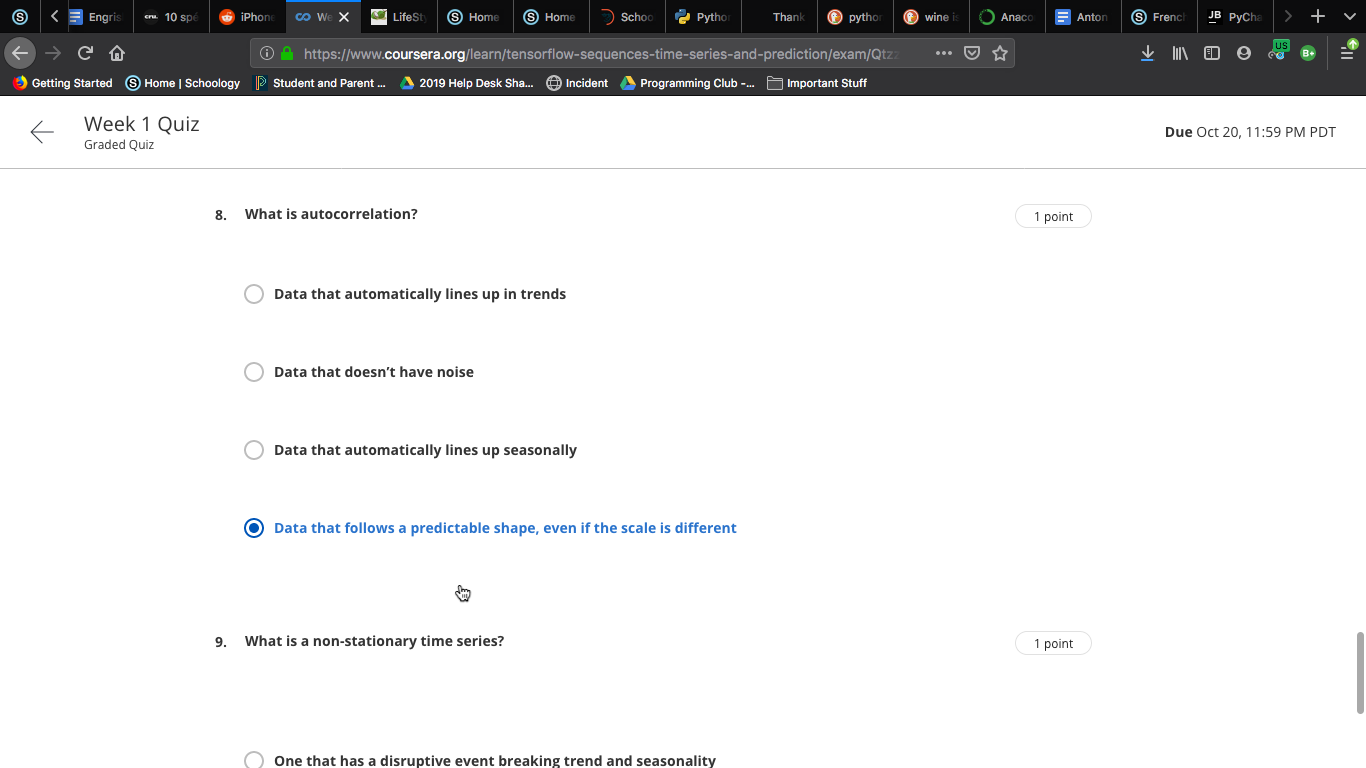 Engris
10 spé
iPhone
We
LifeSty
Home
Home
Schoo
Pythor
Thank
python
wine is
Anaco
Anton
French
JB
PyCha
https://www.coursera.org/learn/tensorflow-sequences-time-series-and-prediction/exam/Qtzz
US
B+
Getting Started
Home | Schoology
Student and Parent ...
2019 Help Desk Sha...
Incident
Programming Club -...
Important Stuff
Week 1 Quiz
Graded Quiz
Due Oct 20, 11:59 PM PDT
8. What is autocorrelation?
1 point
Data that automatically lines up in trends
Data that doesn’t have noise
Data that automatically lines up seasonally
Data that follows a predictable shape, even if the scale is different
9. What is a non-stationary time series?
1 point
One that has a disruptive event breaking trend and seasonality